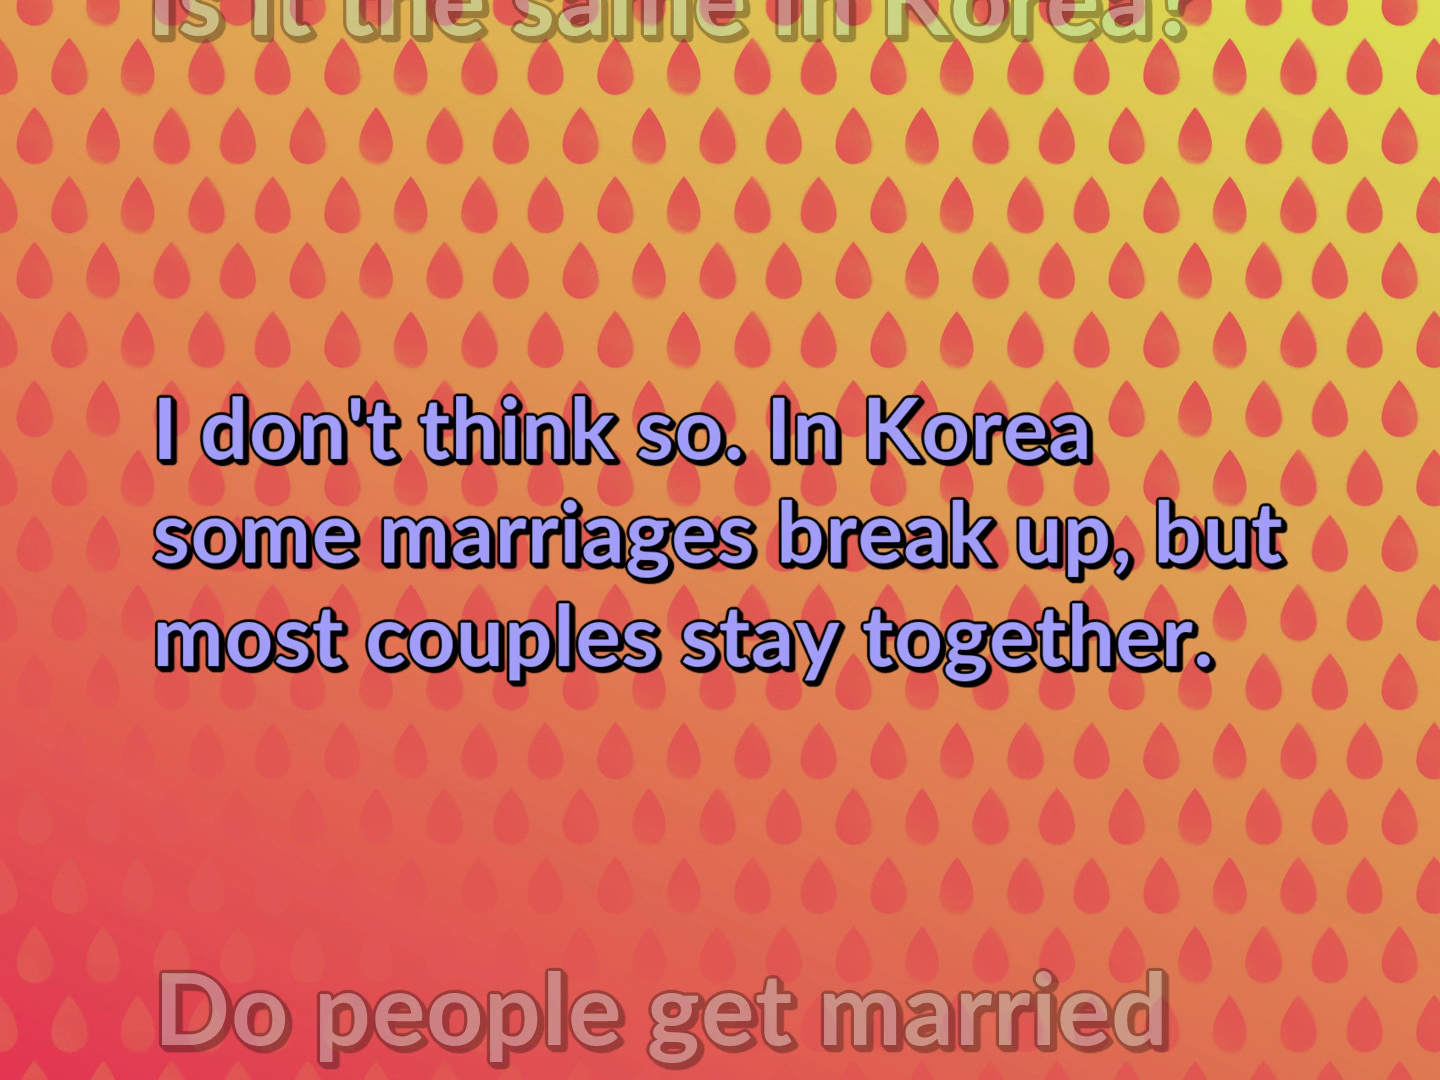 Is it the same in Korea?
I don't think so. In Korea
some marriages break up, but
most couples stay together.
Do people get married